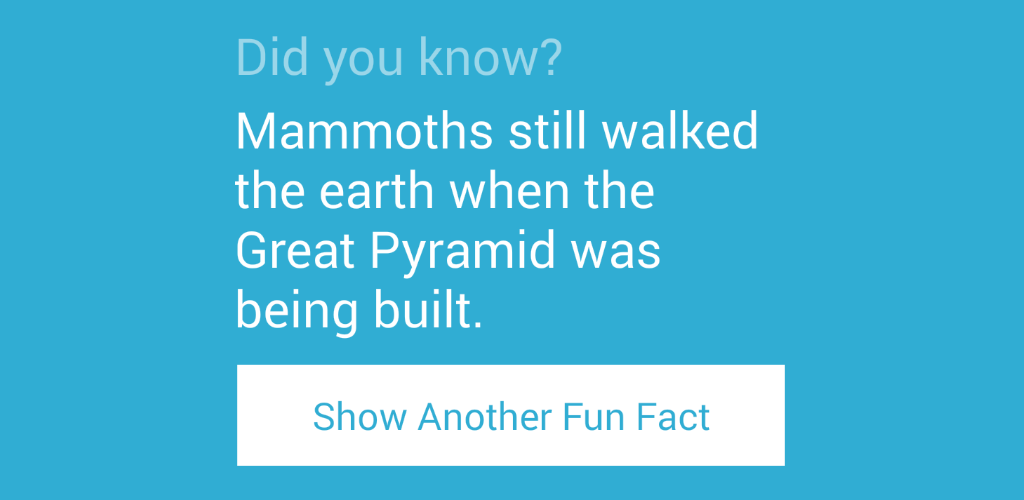 Did you know?
Mammoths still walked
the earth when the
Great Pyramid was
being built.
Show Another Fun Fact